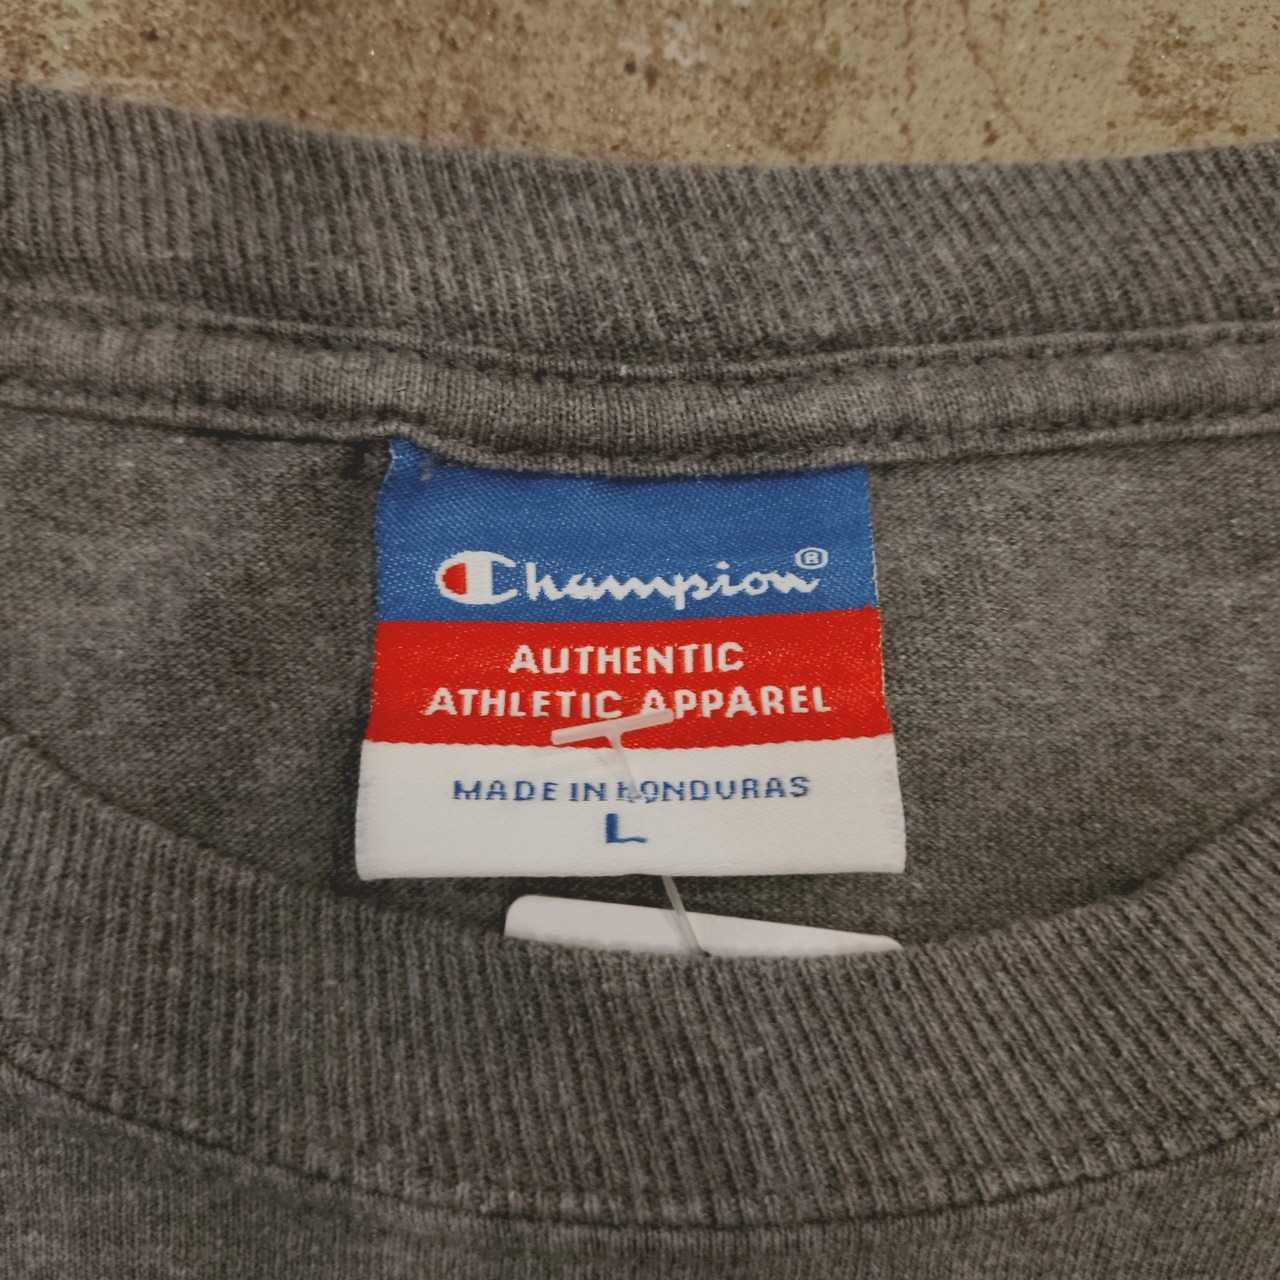 Champion®
AUTHENTIC
ATHLETIC APPAREL
MADE IN HONDURAS
L